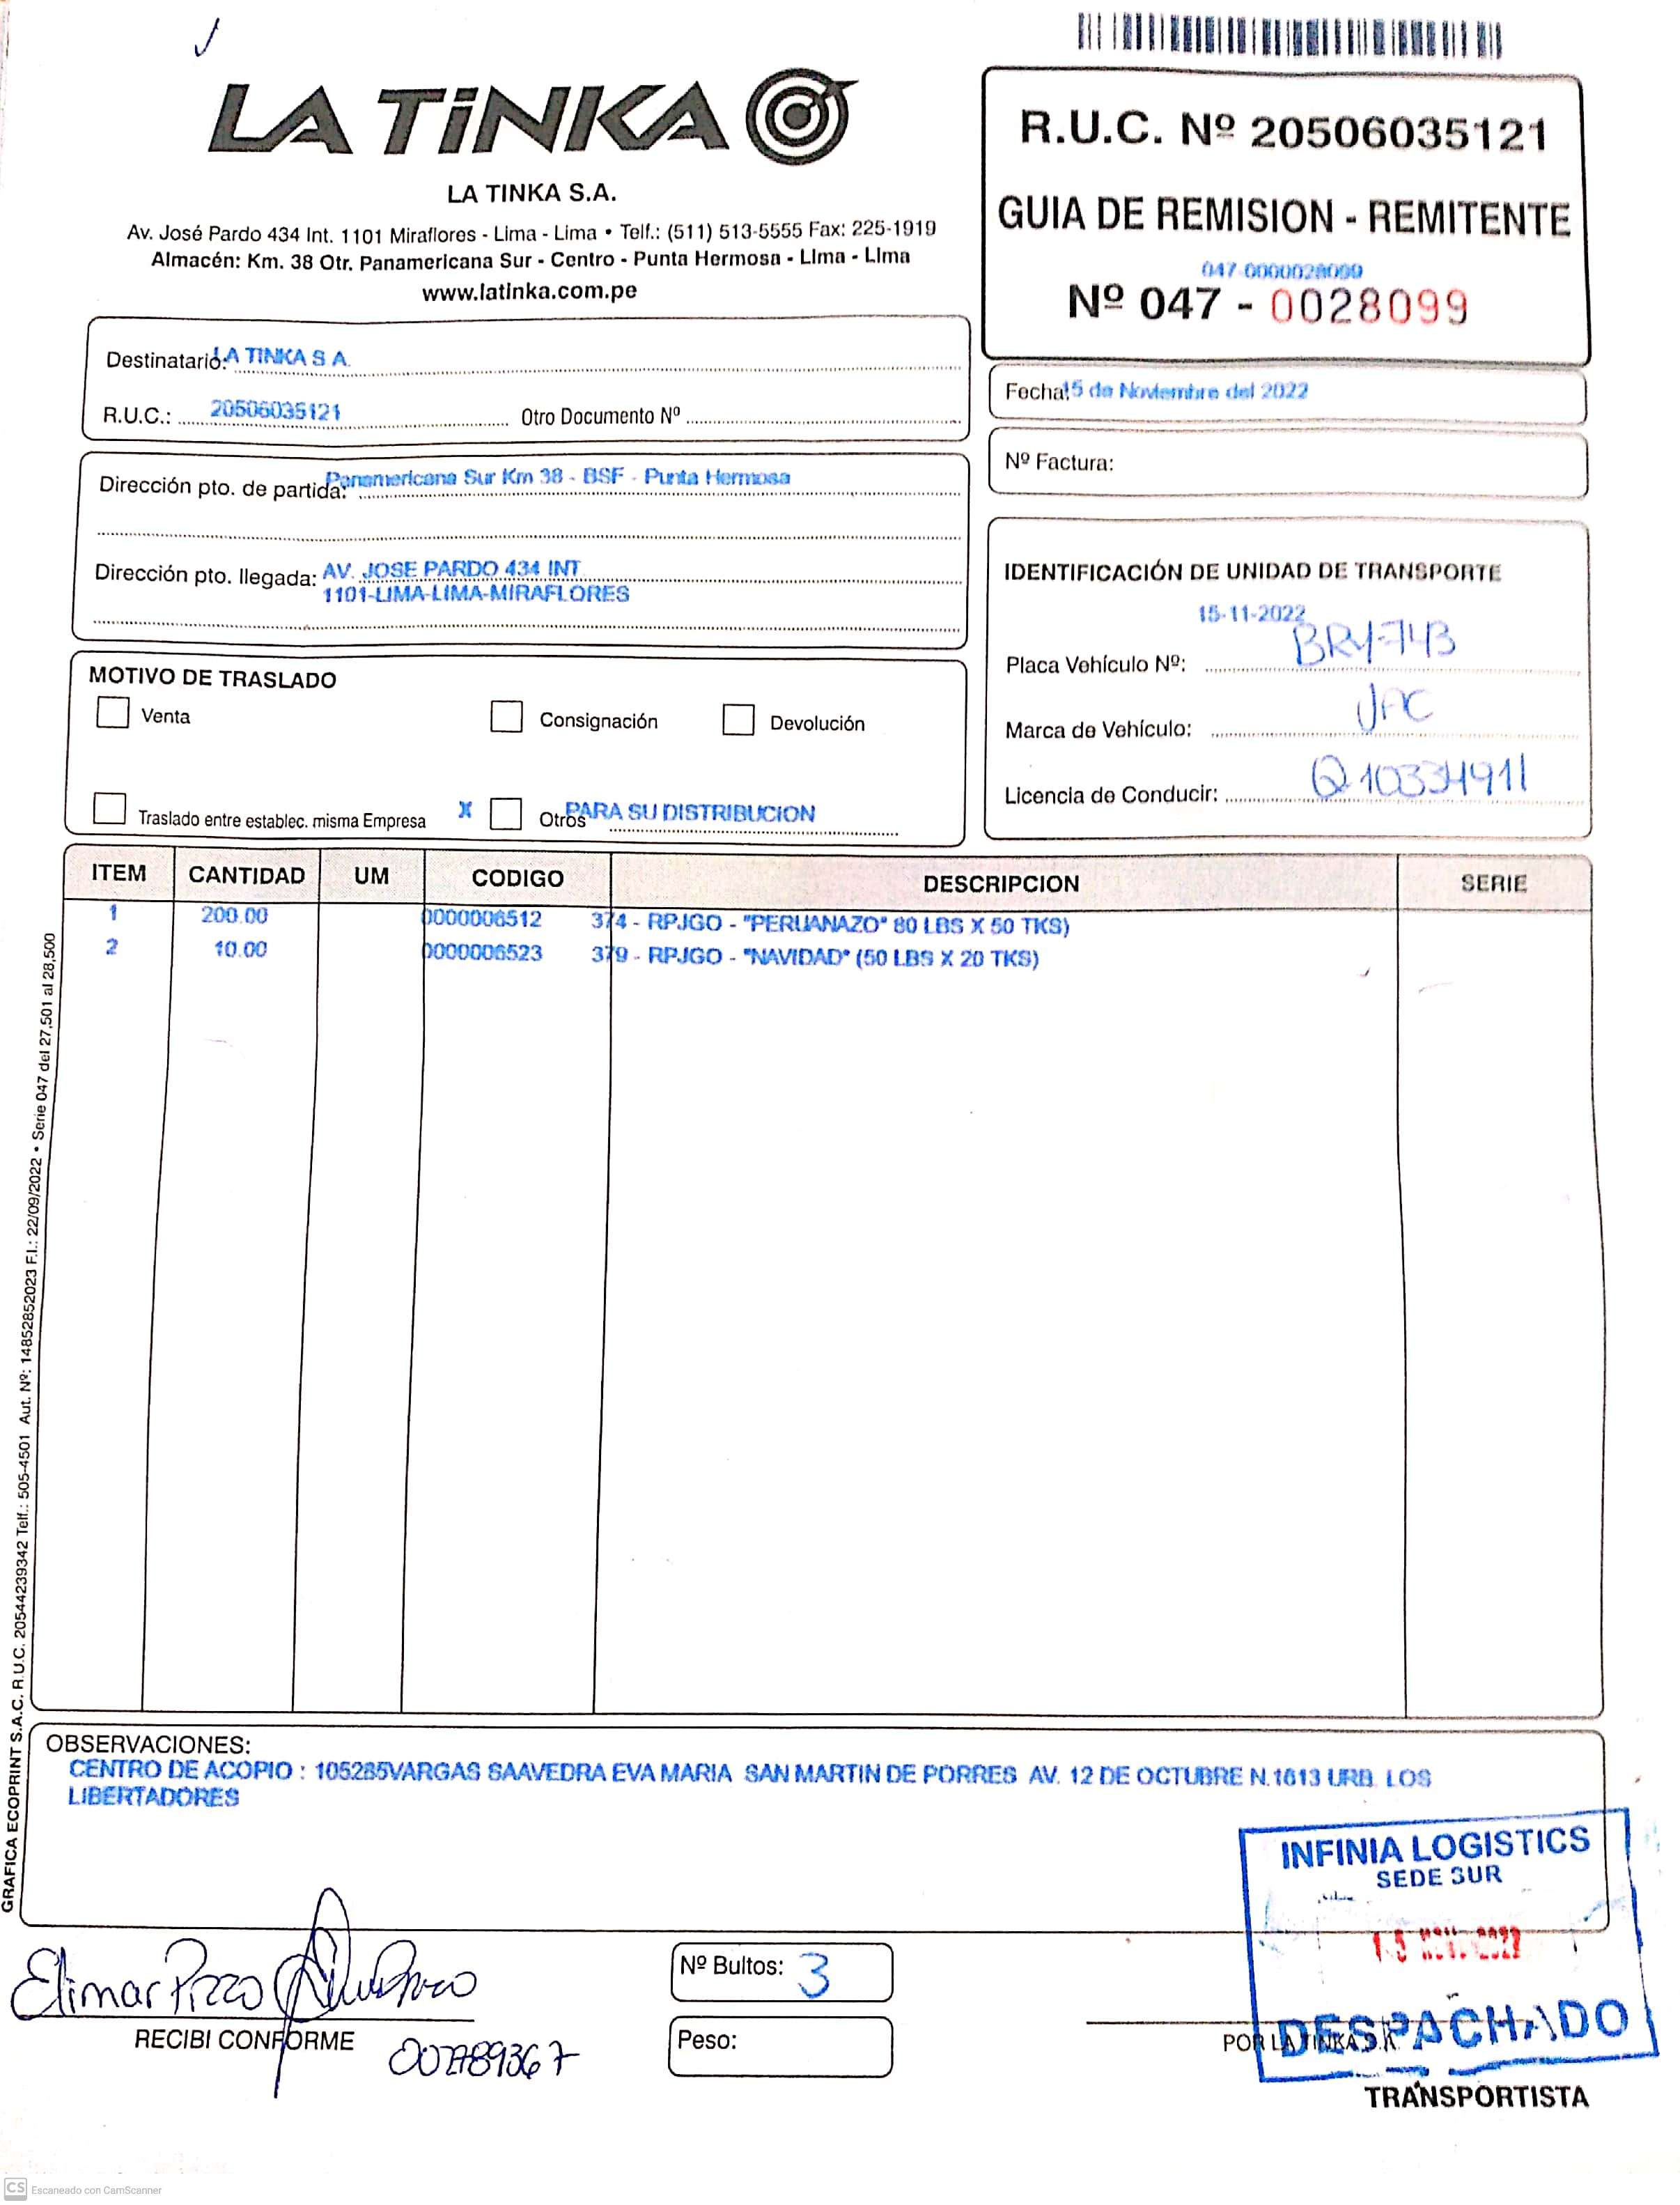 LA TiNKA
LA TINKA S.A.
Av. José Pardo 434 Int. 1101 Miraflores - Lima - Lima • Telf.: (511) 513-5555 Fax: 225-1919
Almacén: Km. 38 Otr. Panamericana Sur - Centro - Punta Hermosa - LIma - LIma
www.latinka.com.pe
R.U.C. Nº 20506035121
GUIA DE REMISION - REMITENTE
047-0000028099
Nº 047 - 0028099
Destinatario: LA TINKA S A.
R.U.C.: 20506035121 Otro Documento Nº
Fecha: 15 de Noviembre del 2022
Nº Factura:
Dirección pto. de partida: Panamericana Sur Km 38 - BSF - Punta Hermosa
Dirección pto. llegada: AV. JOSE PARDO 434 INT
1101-LIMA-LIMA-MIRAFLORES
IDENTIFICACIÓN DE UNIDAD DE TRANSPORTE
15-11-2022
Placa Vehículo Nº: BRY-743
Marca de Vehículo: JAC
Licencia de Conducir: Q10334911
MOTIVO DE TRASLADO
Venta Consignación Devolución
Traslado entre establec. misma Empresa X Otros PARA SU DISTRIBUCION
ITEM CANTIDAD UM CODIGO DESCRIPCION SERIE
1 200.00 0000006512 374 - RPJGO - "PERUANAZO" 80 LBS X 50 TKS)
2 10.00 0000006523 379 - RPJGO - "NAVIDAD" (50 LBS X 20 TKS)
GRAFICA ECOPRINT S.A.C. R.U.C. 20544239342 Telf.: 505-4501 Aut. Nº: 14852852023 F.I.: 22/09/2022 • Serie 047 del 27,501 al 28,500
OBSERVACIONES:
CENTRO DE ACOPIO : 105285VARGAS SAAVEDRA EVA MARIA SAN MARTIN DE PORRES AV. 12 DE OCTUBRE N.1613 URB. LOS
LIBERTADORES
INFINIA LOGISTICS
SEDE SUR
15 NOV. 2022
DESPACHADO
Elimar Pizzo
RECIBI CONFORME
002789367
Nº Bultos: 3
Peso:
POR LA TINKA S.A.
TRANSPORTISTA
CS Escaneado con CamScanner